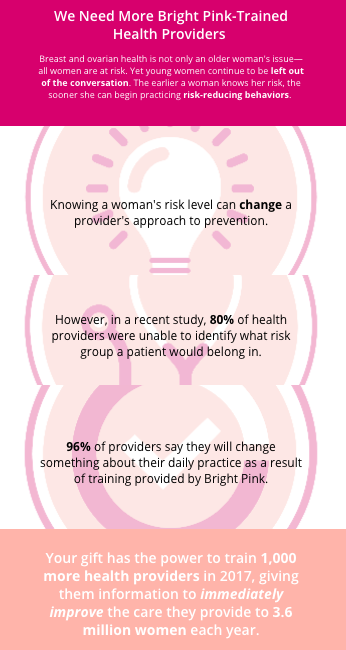 We Need More Bright Pink-Trained
Health Providers
Breast and ovarian health is not only an older woman's issue—
all women are at risk. Yet young women continue to be left out
of the conversation. The earlier a woman knows her risk, the
sooner she can begin practicing risk-reducing behaviors.
Knowing a woman's risk level can change a
provider's approach to prevention.
However, in a recent study, 80% of health
providers were unable to identify what risk
group a patient would belong in.
96% of providers say they will change
something about their daily practice as a result
of training provided by Bright Pink.
Your gift has the power to train 1,000
more health providers in 2017, giving
them information to immediately
improve the care they provide to 3.6
million women each year.